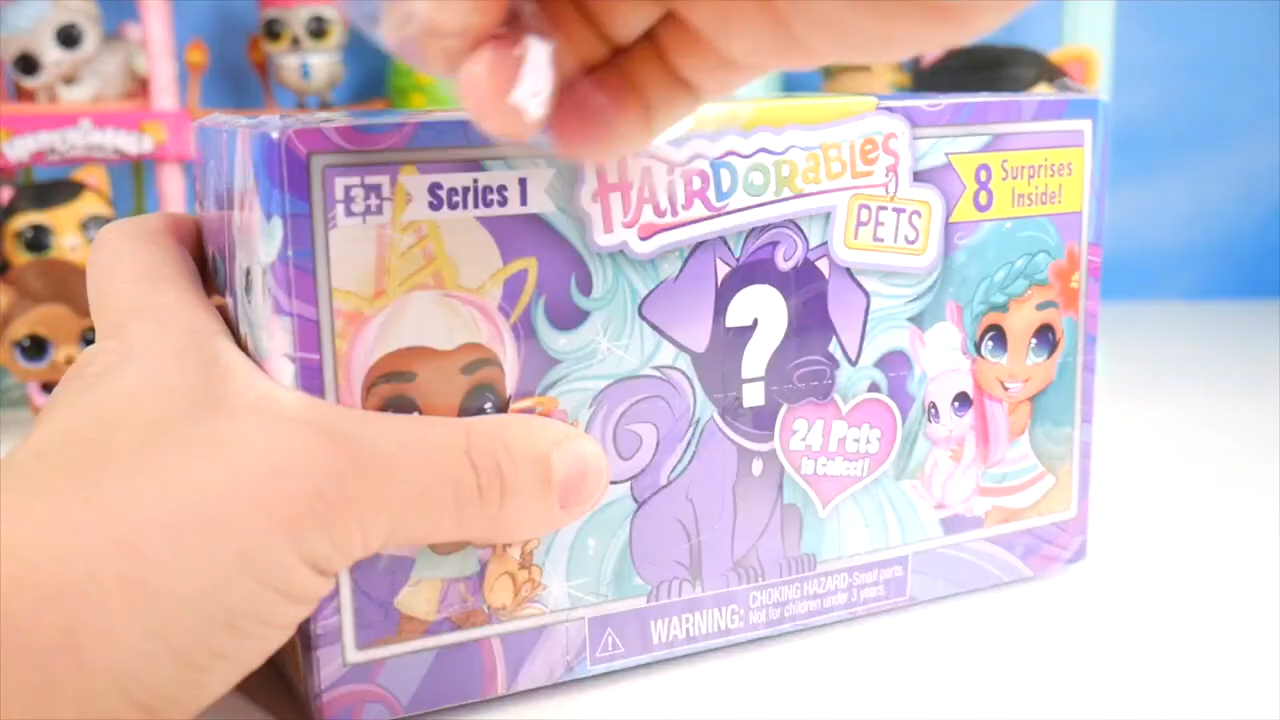 3+
Series 1
HAIRDORABLES
PETS
8 Surprises
Inside!
?
24 Pets
to Collect!
WARNING: CHOKING HAZARD-Small parts.
Not for children under 3 years.